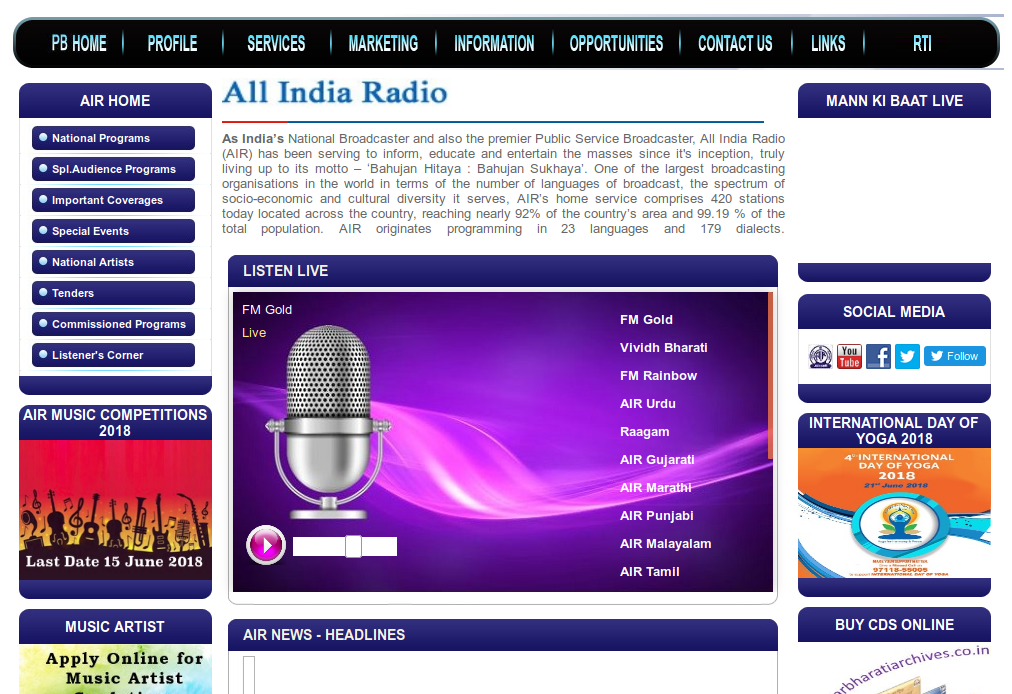 PB HOME
PROFILE
SERVICES
MARKETING
INFORMATION
OPPORTUNITIES
CONTACT US
LINKS
RTI
AIR HOME
National Programs
Spl.Audience Programs
Important Coverages
Special Events
National Artists
Tenders
Commissioned Programs
Listener's Corner
AIR MUSIC COMPETITIONS
2018
Last Date 15 June 2018
MUSIC ARTIST
Apply Online for
Music Artist
All India Radio
As India’s National Broadcaster and also the premier Public Service Broadcaster, All India Radio
(AIR) has been serving to inform, educate and entertain the masses since it's inception, truly
living up to its motto – ‘Bahujan Hitaya : Bahujan Sukhaya’. One of the largest broadcasting
organisations in the world in terms of the number of languages of broadcast, the spectrum of
socio-economic and cultural diversity it serves, AIR’s home service comprises 420 stations
today located across the country, reaching nearly 92% of the country’s area and 99.19 % of the
total population. AIR originates programming in 23 languages and 179 dialects.
LISTEN LIVE
FM Gold
Live
FM Gold
Vividh Bharati
FM Rainbow
AIR Urdu
Raagam
AIR Gujarati
AIR Marathi
AIR Punjabi
AIR Malayalam
AIR Tamil
AIR NEWS - HEADLINES
MANN KI BAAT LIVE
SOCIAL MEDIA
You
Tube
Follow
INTERNATIONAL DAY OF
YOGA 2018
4th INTERNATIONAL
DAY OF YOGA
2018
21st June 2018
97118-55005
INTERNATIONAL DAY OF YOGA
BUY CDS ONLINE
rbharatiarchives.co.in